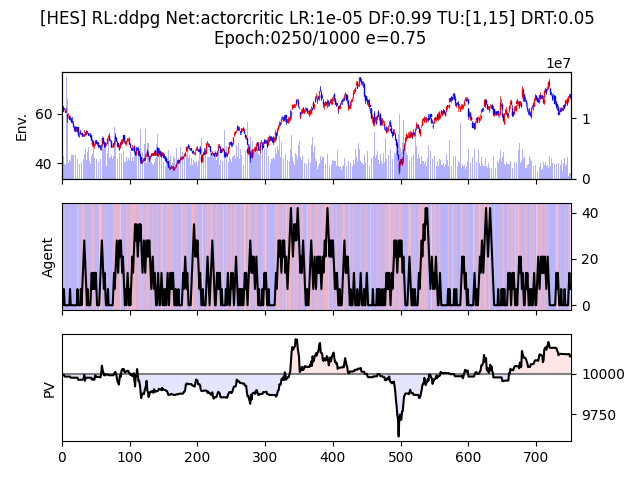 [HES] RL:ddpg Net:actorcritic LR:1e-05 DF:0.99 TU:[1,15] DRT:0.05
Epoch:0250/1000 e=0.75
1e7
Env.
60
40
1
0
Agent
40
20
0
PV
10000
9750
0 100 200 300 400 500 600 700